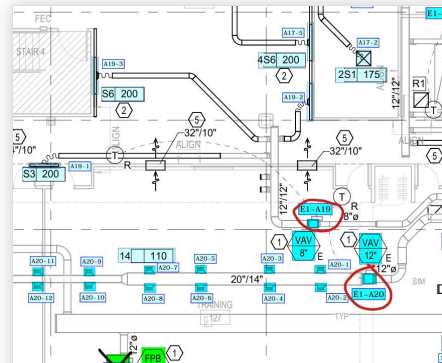 FEC
E1-
A17-5
STAIR 4
A19-3
4S6 200
A17-2
2
2S1 175
S6 200
A19-2
R1
2
12"/12"
ALIGN
T
5
5
5
32"/10"
32"/10"
ALIGN
ALIGN
"/10"
T
R
S3 200
A19-1
12"/12"
T
R
E1-A19
8"ø
1
VAV
8"
E
1
VAV
12"
E
12"ø
A20-11
A20-9
14 110
A20-7
A20-5
A20-3
A20-1
20"/14"
SIM
A20-12
A20-10
A20-8
A20-6
A20-4
A20-2
E1-A20
TRAINING
127
TYP
12"ø
FPB
1